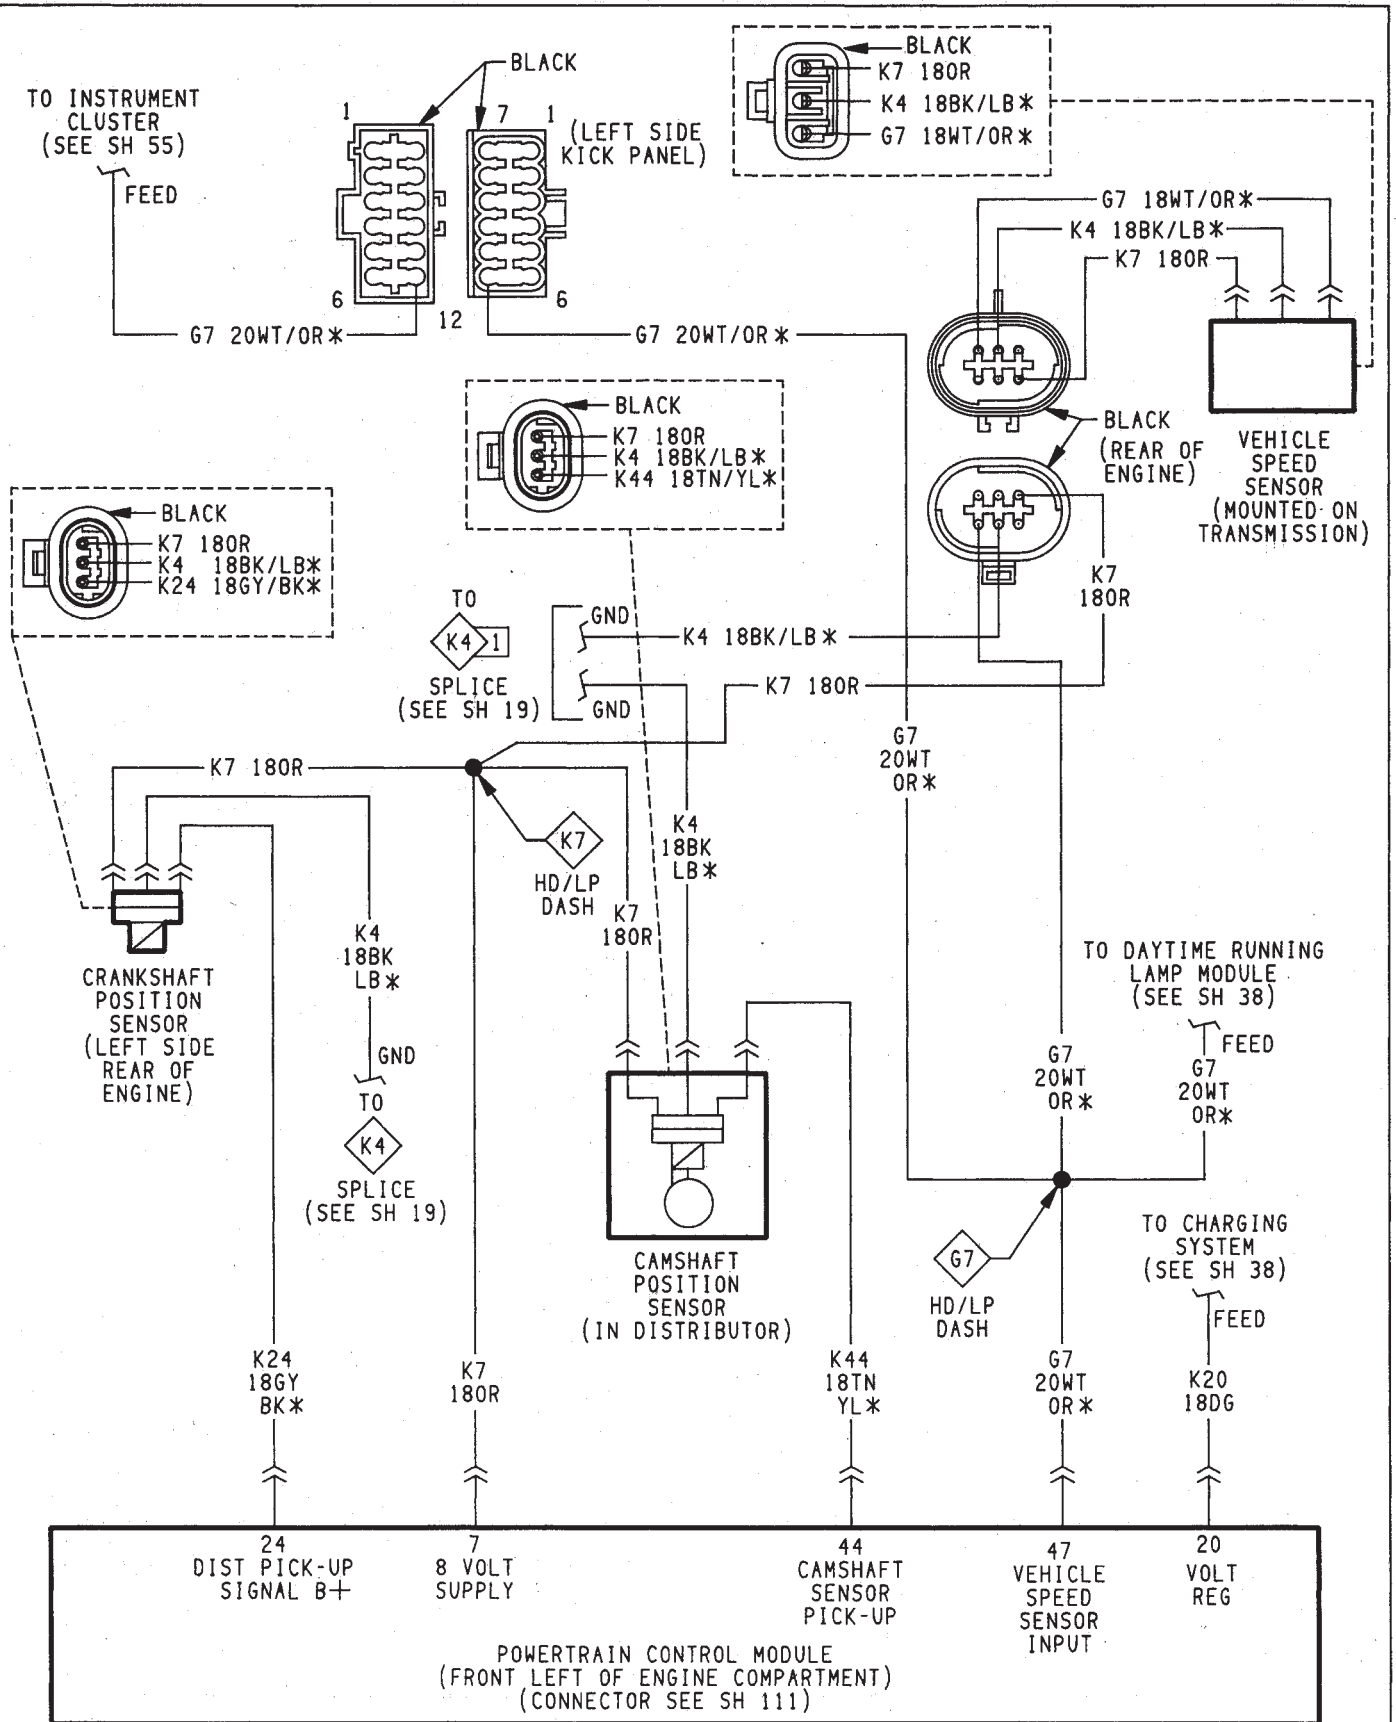 BLACK
TO INSTRUMENT
CLUSTER
(SEE SH 55)
FEED
1
7
1
(LEFT SIDE
KICK PANEL)
6
12
6
G7 20WT/OR*
G7 20WT/OR*
BLACK
K7 18OR
K4 18BK/LB*
G7 18WT/OR*
G7 18WT/OR*
K4 18BK/LB*
K7 18OR
BLACK
(REAR OF
ENGINE)
VEHICLE
SPEED
SENSOR
(MOUNTED ON
TRANSMISSION)
BLACK
K7 18OR
K4 18BK/LB*
K44 18TN/YL*
BLACK
K7 18OR
K4 18BK/LB*
K24 18GY/BK*
K7
18OR
TO
K4 1
SPLICE
(SEE SH 19)
GND
K4 18BK/LB*
GND
K7 18OR
G7
20WT
OR*
K7 18OR
K7
HD/LP
DASH
K4
18BK
LB*
K7
18OR
CRANKSHAFT
POSITION
SENSOR
(LEFT SIDE
REAR OF
ENGINE)
K4
18BK
LB*
GND
TO
K4
SPLICE
(SEE SH 19)
TO DAYTIME RUNNING
LAMP MODULE
(SEE SH 38)
FEED
G7
20WT
OR*
G7
20WT
OR*
CAMSHAFT
POSITION
SENSOR
(IN DISTRIBUTOR)
G7
HD/LP
DASH
TO CHARGING
SYSTEM
(SEE SH 38)
FEED
K24
18GY
BK*
K7
18OR
K44
18TN
YL*
G7
20WT
OR*
K20
18DG
24
DIST PICK-UP
SIGNAL B+
7
8 VOLT
SUPPLY
44
CAMSHAFT
SENSOR
PICK-UP
47
VEHICLE
SPEED
SENSOR
INPUT
20
VOLT
REG
POWERTRAIN CONTROL MODULE
(FRONT LEFT OF ENGINE COMPARTMENT)
(CONNECTOR SEE SH 111)